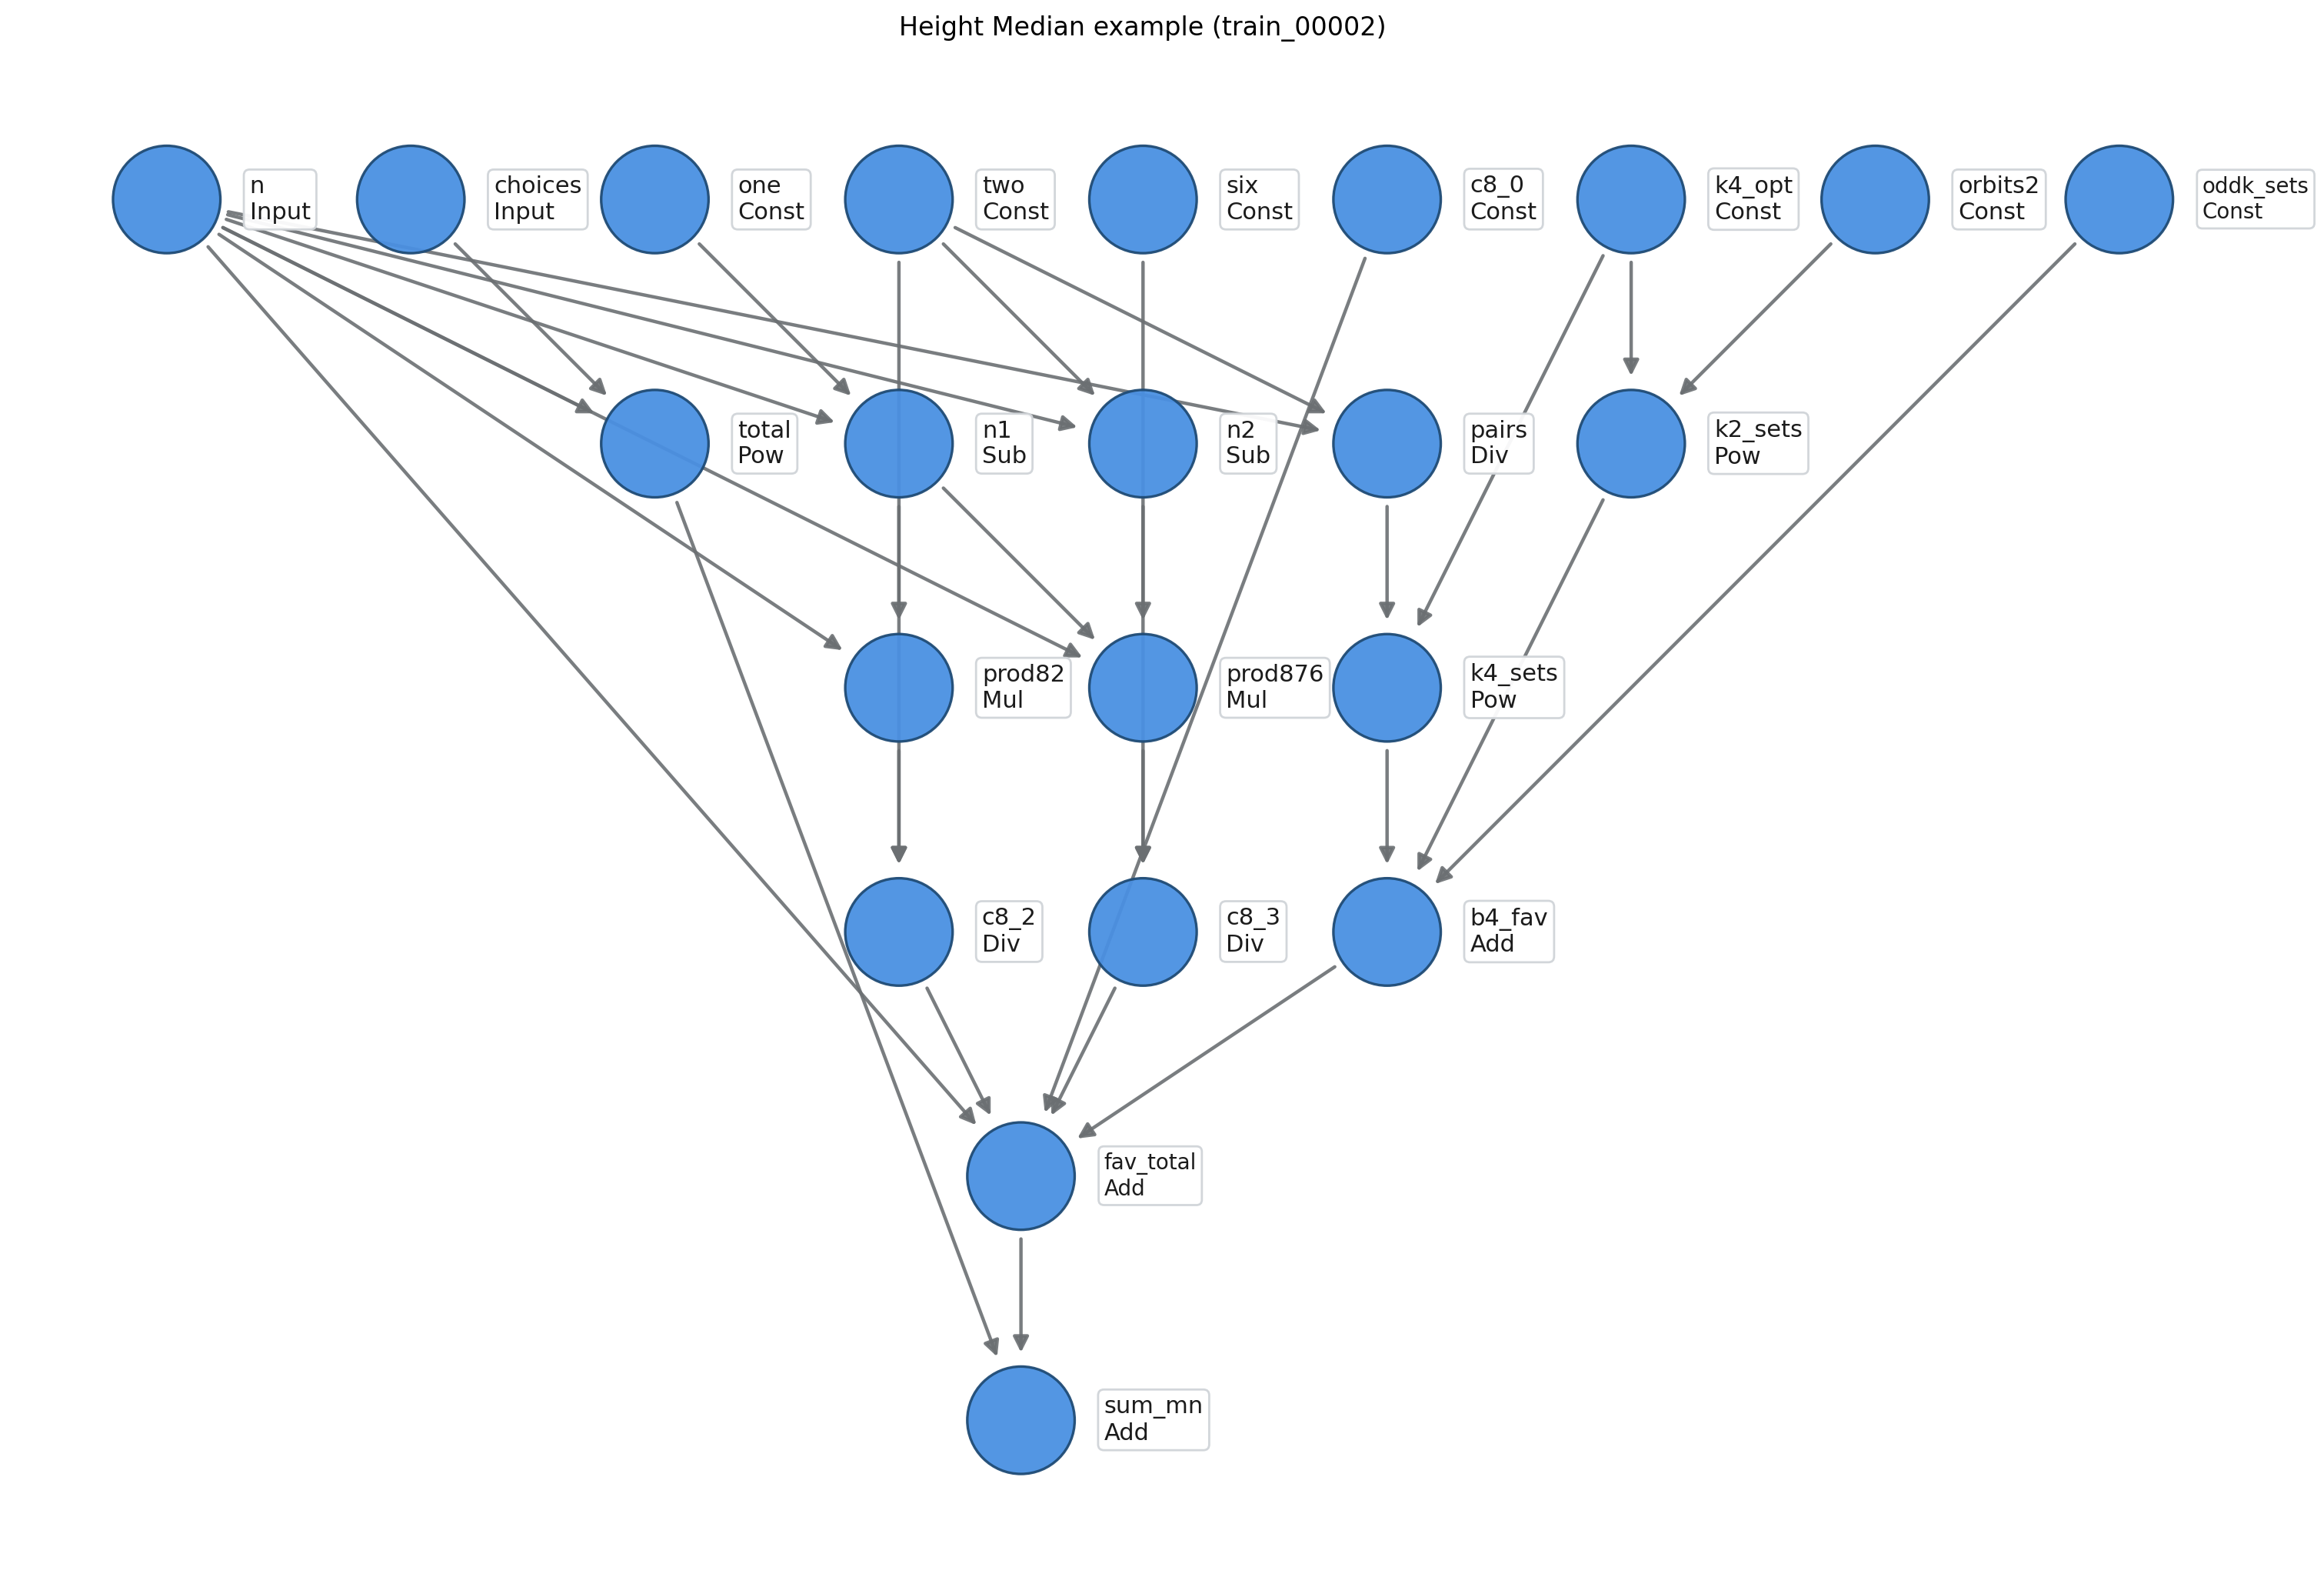 Height Median example (train_00002)
n
Input
choices
Input
one
Const
two
Const
six
Const
c8_0
Const
k4_opt
Const
orbits2
Const
oddk_sets
Const
total
Pow
n1
Sub
n2
Sub
pairs
Div
k2_sets
Pow
prod82
Mul
prod876
Mul
k4_sets
Pow
c8_2
Div
c8_3
Div
b4_fav
Add
fav_total
Add
sum_mn
Add